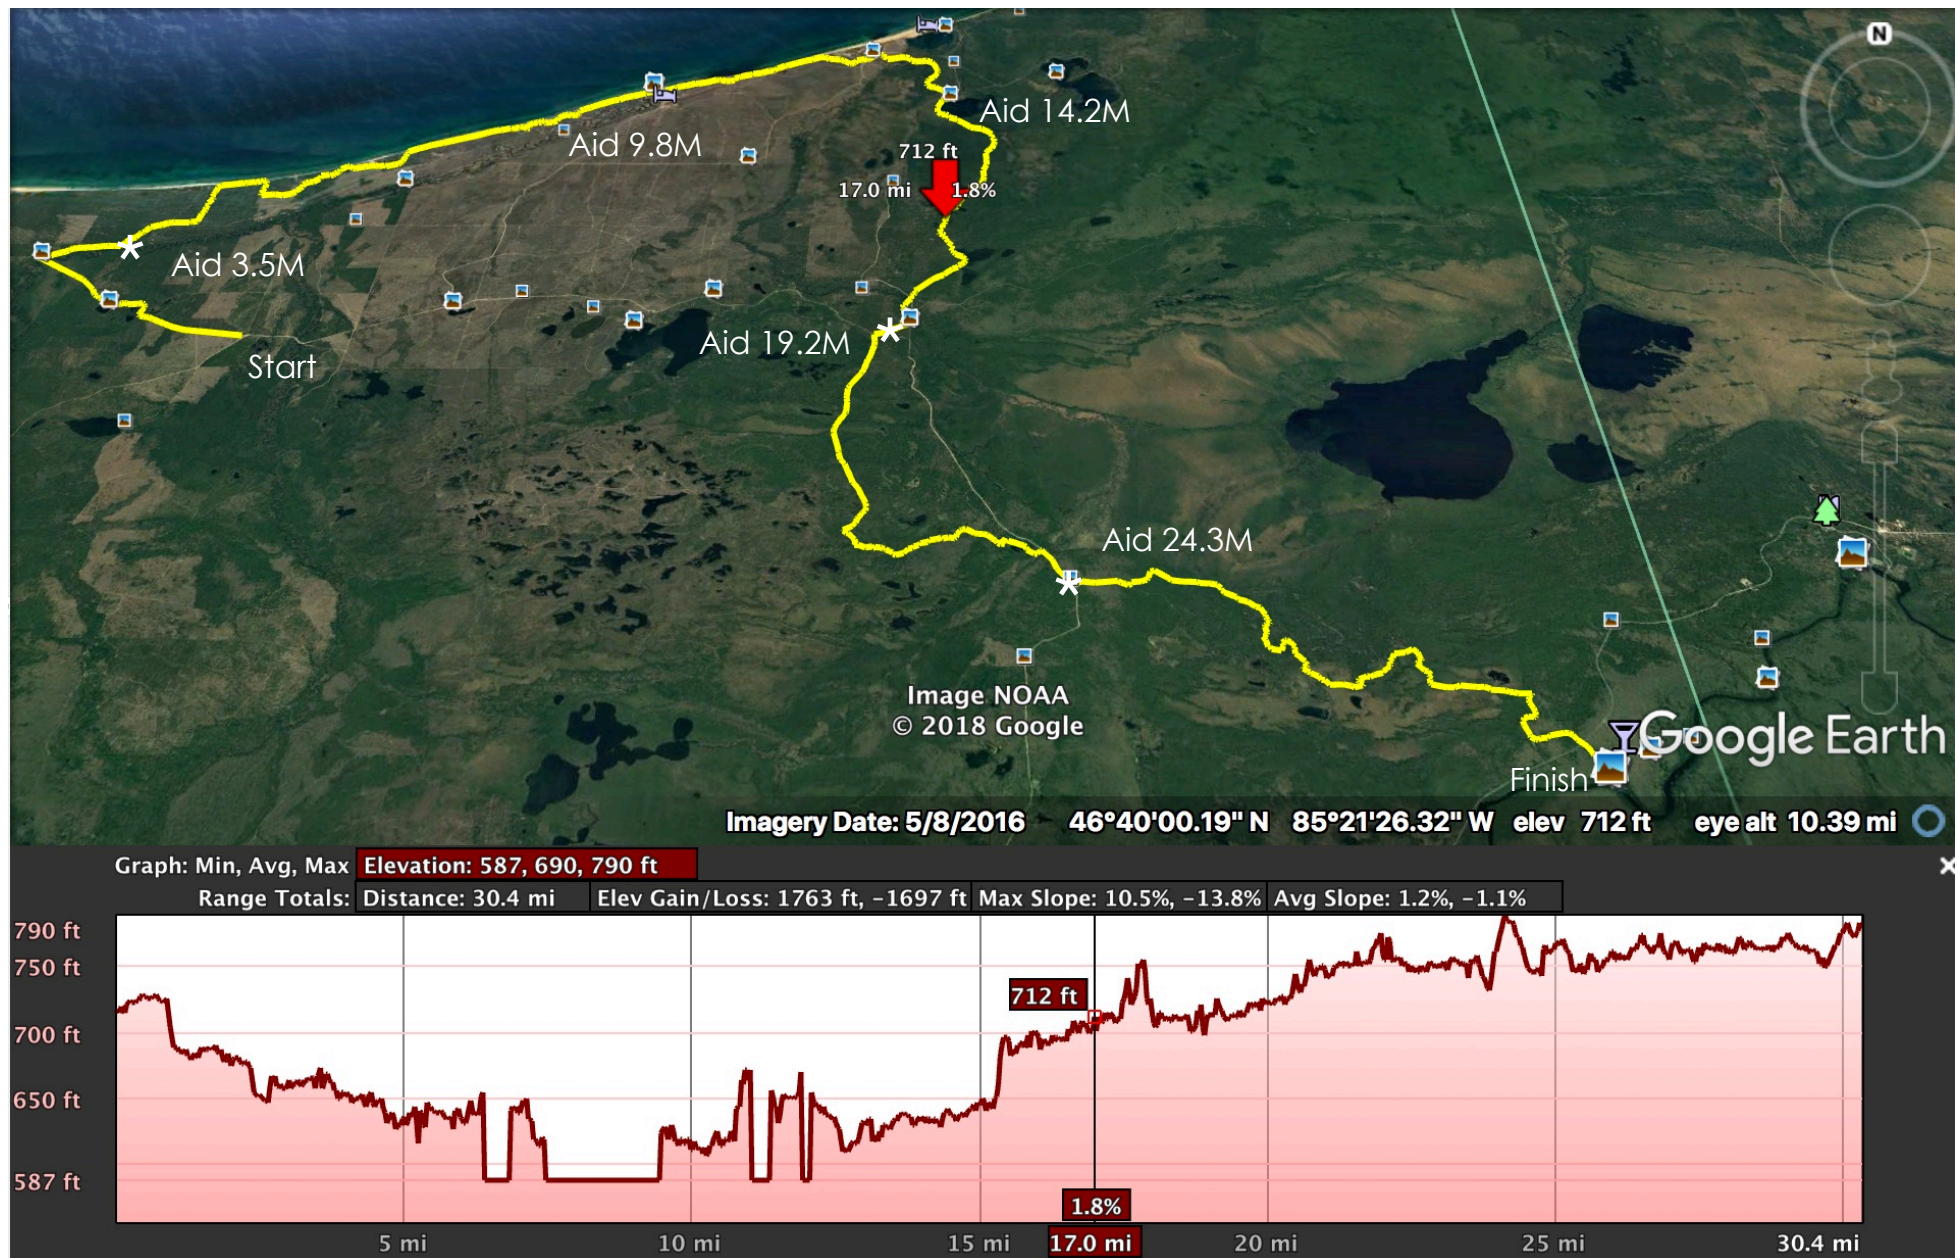 N
Aid 14.2M
Aid 9.8M
712 ft
17.0 mi 1.8%
Aid 3.5M
Aid 19.2M
Start
Aid 24.3M
Image NOAA
© 2018 Google
Google Earth
Finish
Imagery Date: 5/8/2016 46°40'00.19" N 85°21'26.32" W elev 712 ft eye alt 10.39 mi
Graph: Min, Avg, Max Elevation: 587, 690, 790 ft
Range Totals: Distance: 30.4 mi Elev Gain/Loss: 1763 ft, -1697 ft Max Slope: 10.5%, -13.8% Avg Slope: 1.2%, -1.1%
790 ft
750 ft
712 ft
700 ft
650 ft
587 ft
1.8%
5 mi 10 mi 15 mi 17.0 mi 20 mi 25 mi 30.4 mi